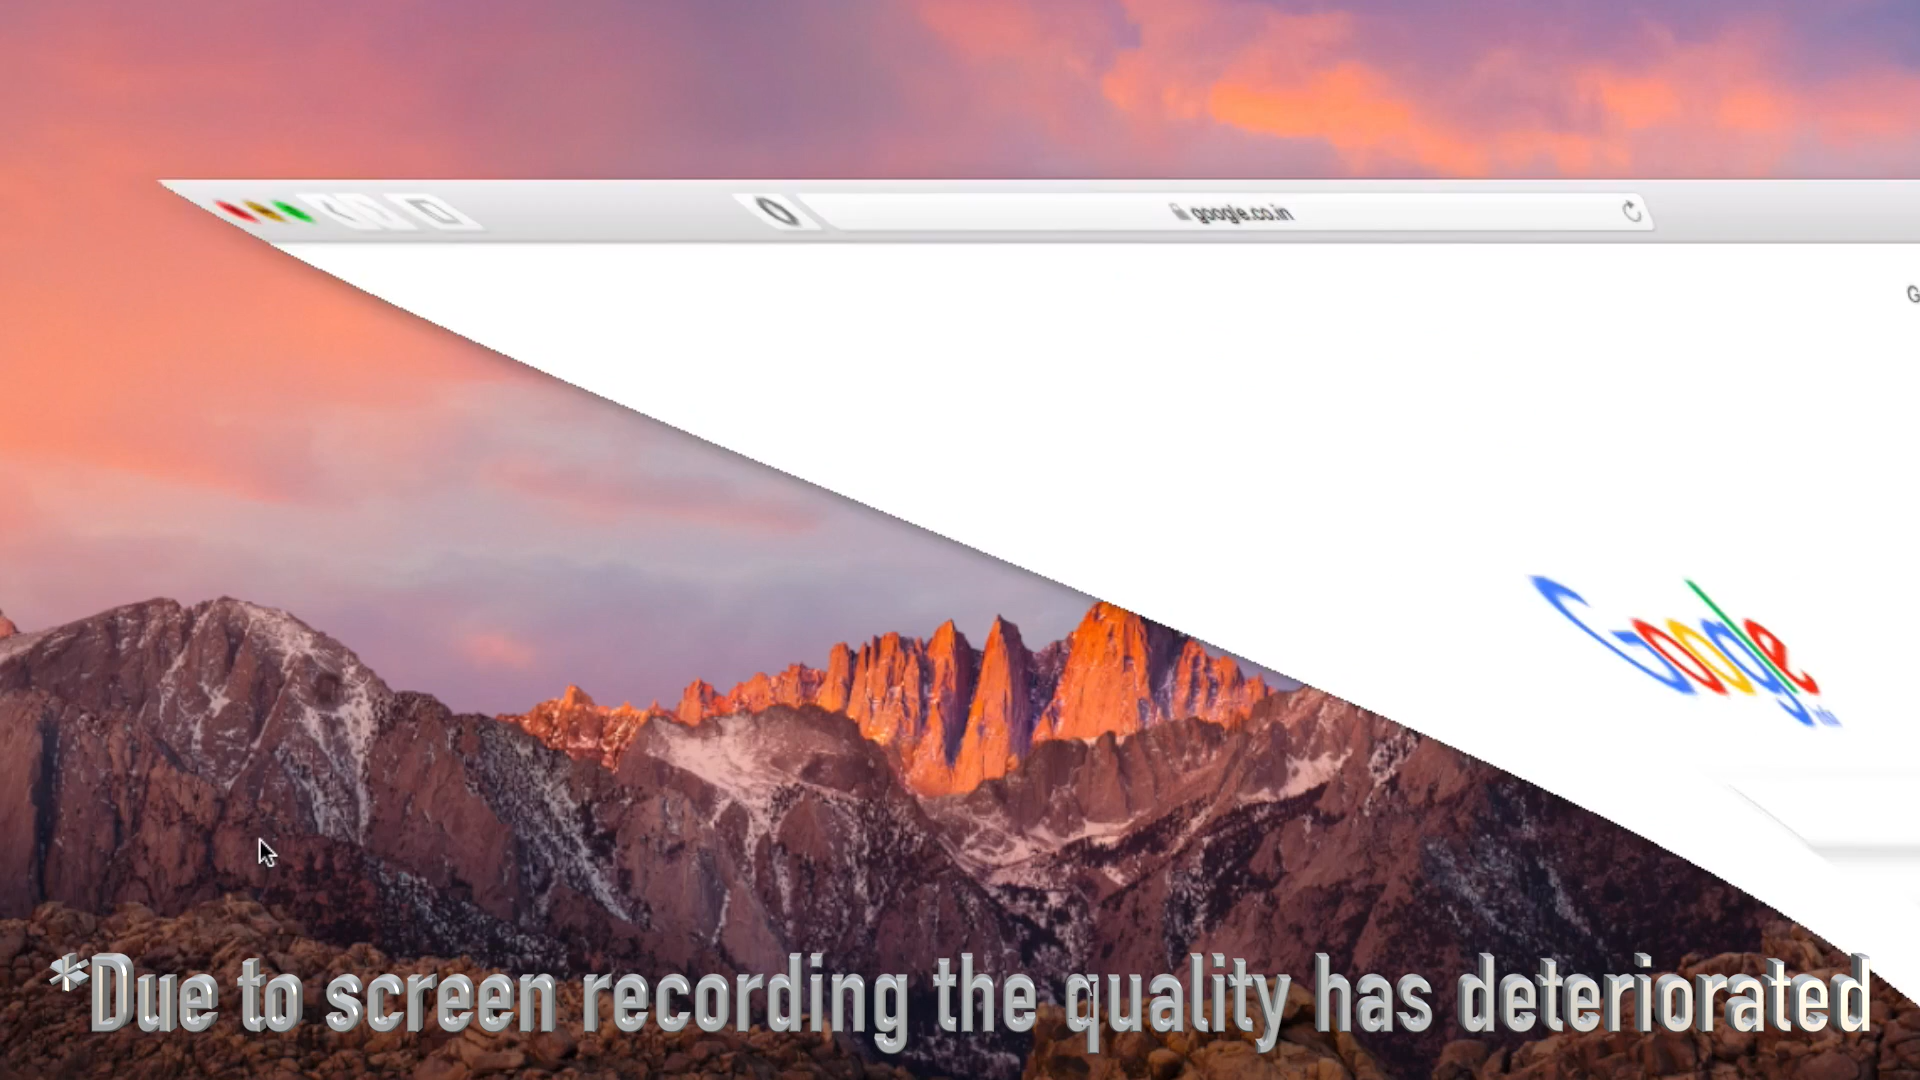 google.co.in
G
Google
*Due to screen recording the quality has deteriorated